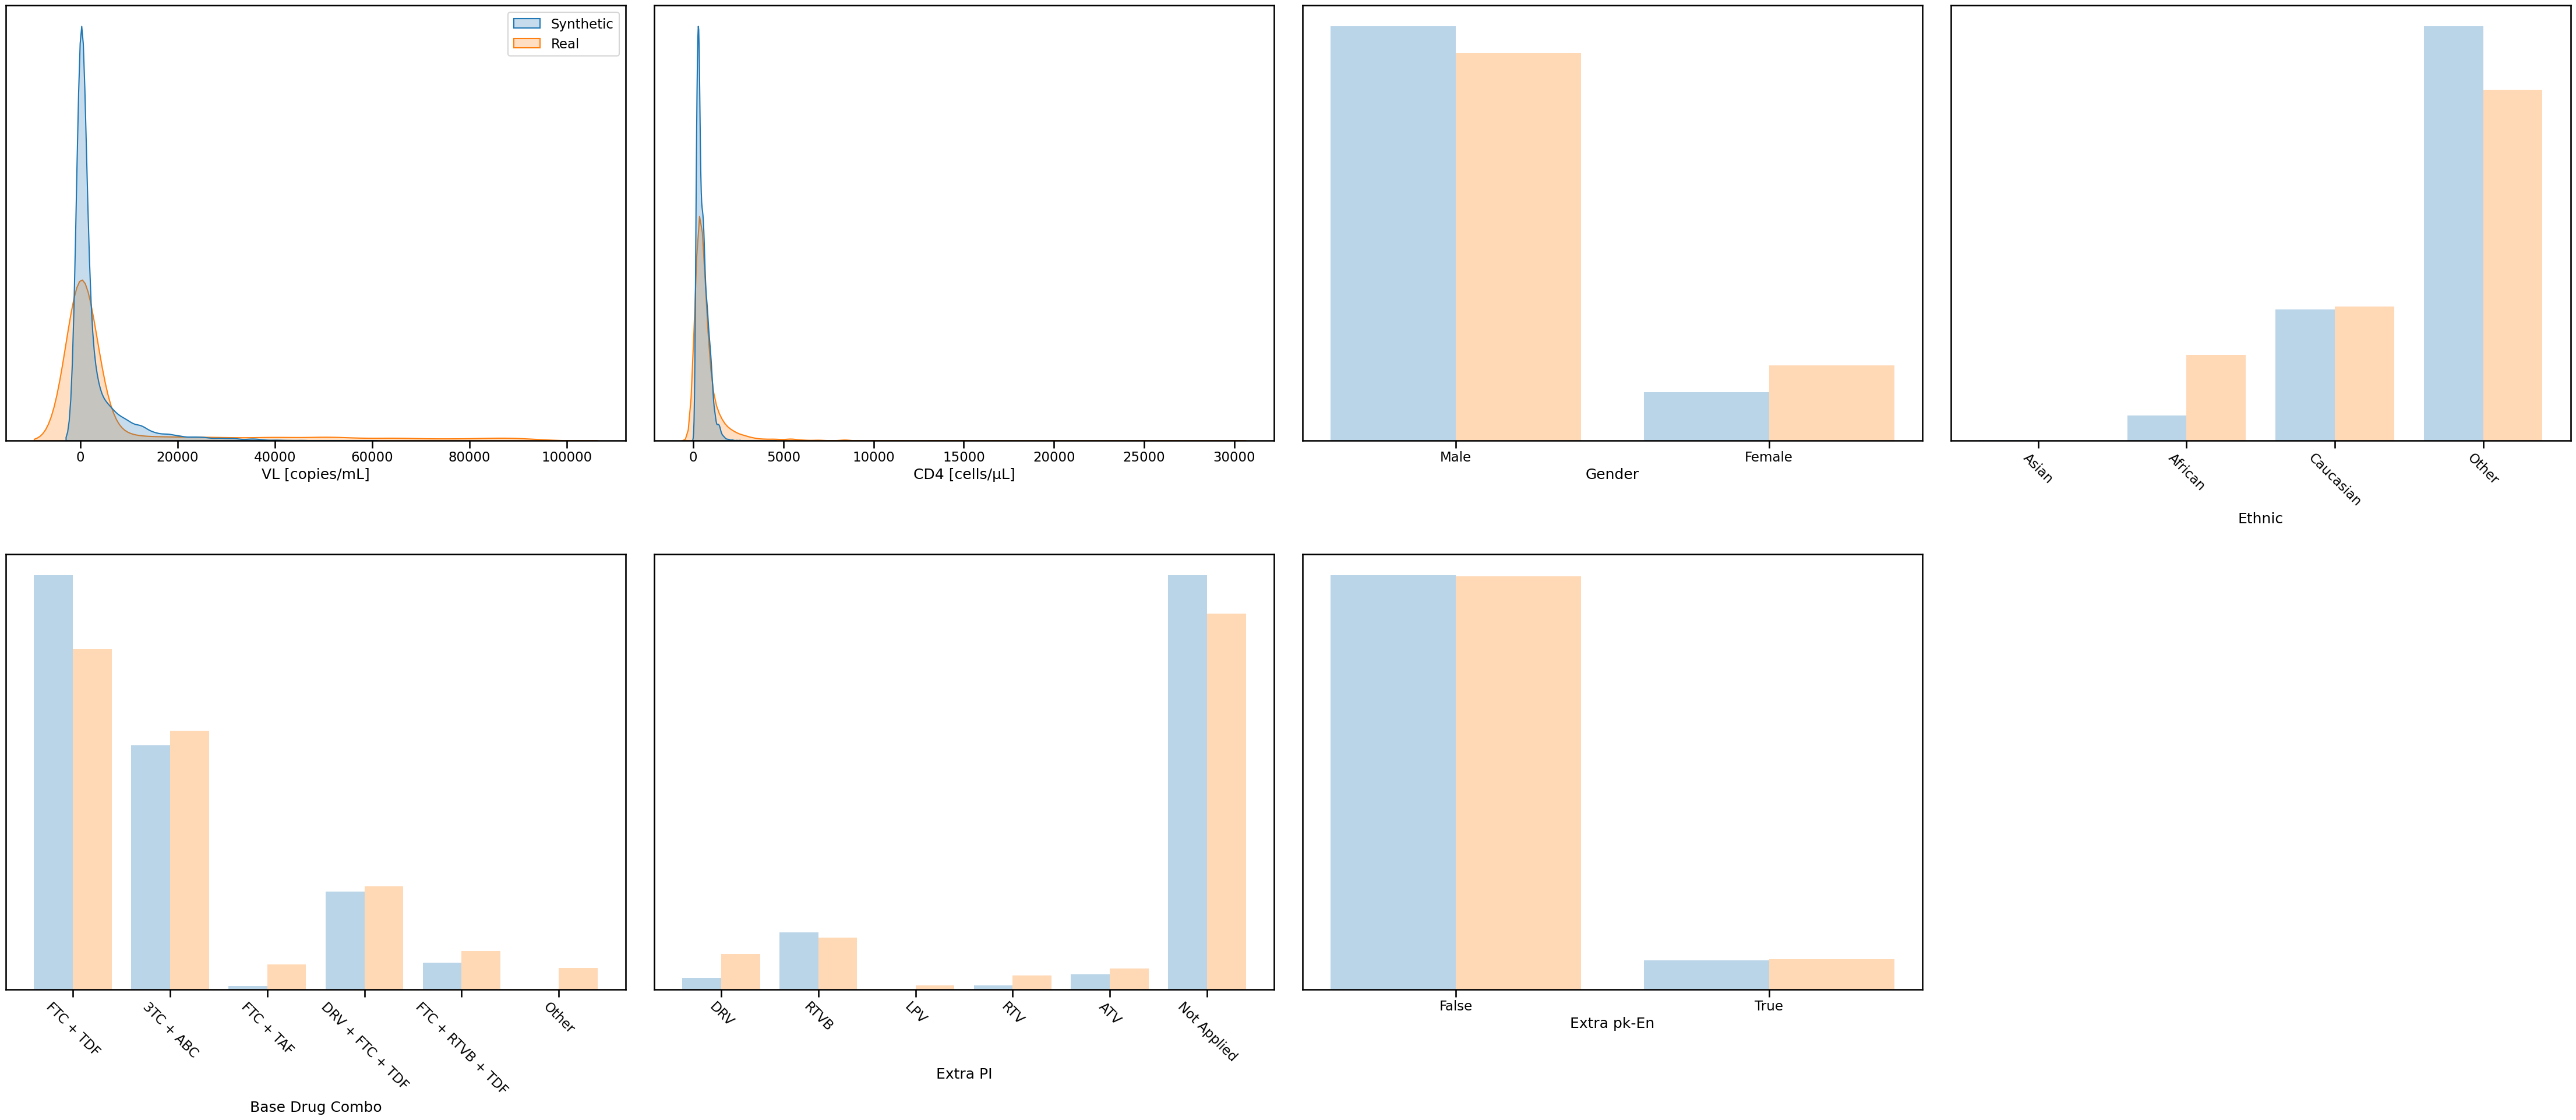 Synthetic
Real
0 20000 40000 60000 80000 100000
VL [copies/mL]
0 5000 10000 15000 20000 25000 30000
CD4 [cells/µL]
Male Female
Gender
Asian African Caucasian Other
Ethnic
FTC + TDF 3TC + ABC FTC + TAF DRV + FTC + TDF FTC + RTVB + TDF Other
Base Drug Combo
DRV RTVB LPV RTV ATV Not Applied
Extra PI
False True
Extra pk-En